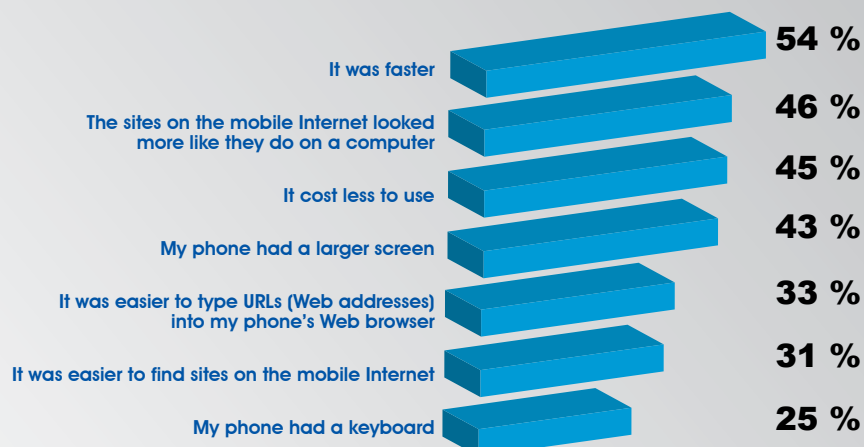 It was faster
54 %
The sites on the mobile Internet looked
more like they do on a computer
46 %
It cost less to use
45 %
My phone had a larger screen
43 %
It was easier to type URLs (Web addresses)
into my phone's Web browser
33 %
It was easier to find sites on the mobile Internet
31 %
My phone had a keyboard
25 %